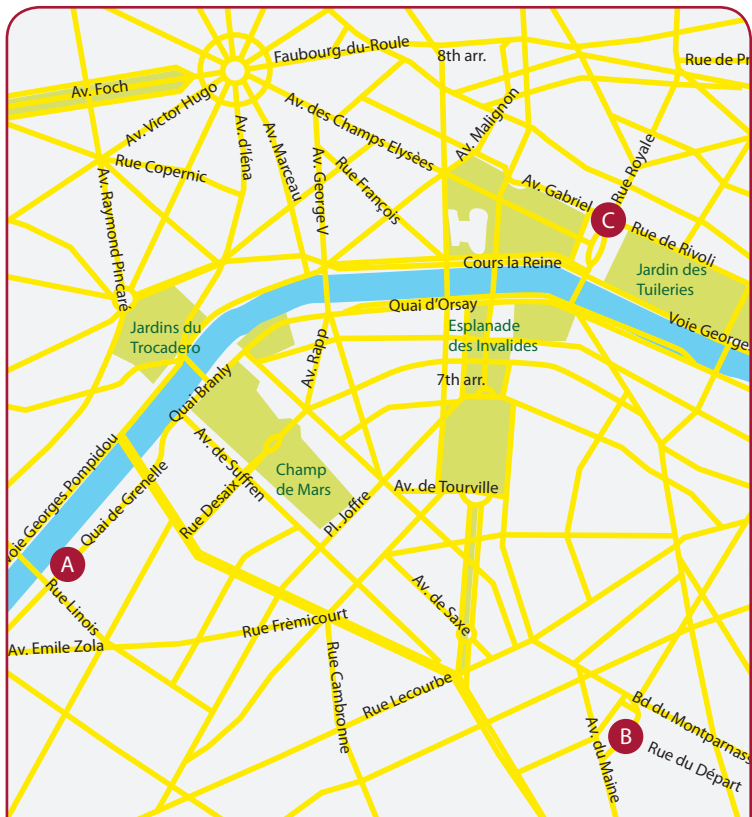 Faubourg-du-Roule
8th arr.
Rue de Pr
Av. Foch
Av. Victor Hugo
Av. des Champs Elysèes
Av. Malignon
Rue Copernic
Av. d'Iéna
Av. Marceau
Av. George V
Rue François
Rue Royale
Av. Gabriel
C
Rue de Rivoli
Av. Raymond Pincaré
Cours la Reine
Jardin des
Tuileries
Quai d'Orsay
Voie Georges
Jardins du
Trocadero
Esplanade
des Invalides
Av. Rapp
7th arr.
Quai Branly
Av. de Suffren
Champ
de Mars
Av. de Tourville
Voie Georges Pompidou
Quai de Grenelle
Rue Desaix
Pl. Joffre
A
Rue Linois
Av. de Saxe
Av. Emile Zola
Rue Frèmicourt
Rue Cambronne
Rue Lecourbe
Bd du Montparnass
B
Av. du Maine
Rue du Départ